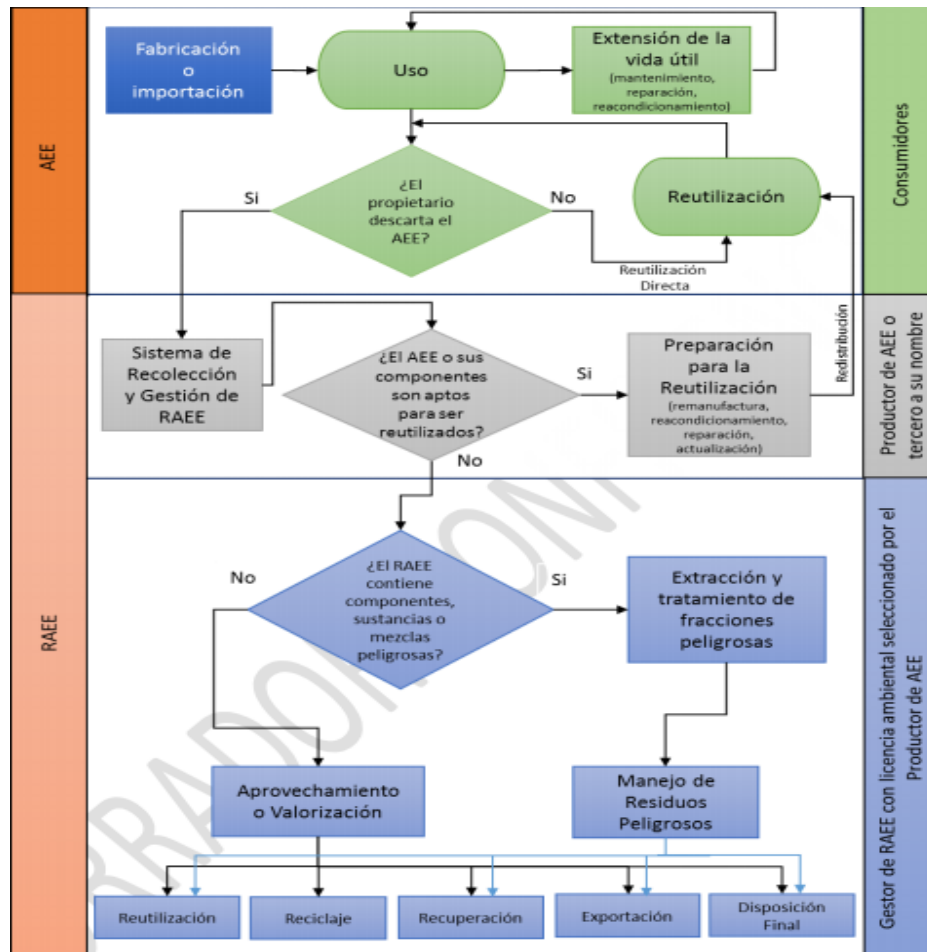 AEE
RAEE
Consumidores
Productor de AEE o
tercero a su nombre
Gestor de RAEE con licencia ambiental seleccionado por el
Productor de AEE
Fabricación
o
importación
Uso
Extensión de la
vida útil
(mantenimiento,
reparación,
reacondicionamiento)
¿El
propietario
descarta el
AEE?
Si
No
Reutilización
Reutilización
Directa
Redistribución
Sistema de
Recolección
y Gestión de
RAEE
¿El AEE o sus
componentes
son aptos
para ser
reutilizados?
Si
No
Preparación
para la
Reutilización
(remanufactura,
reacondicionamiento,
reparación,
actualización)
¿El RAEE
contiene
componentes,
sustancias o
mezclas
peligrosas?
No
Si
Extracción y
tratamiento de
fracciones
peligrosas
Aprovechamiento
o Valorización
Manejo de
Residuos
Peligrosos
Reutilización
Reciclaje
Recuperación
Exportación
Disposición
Final